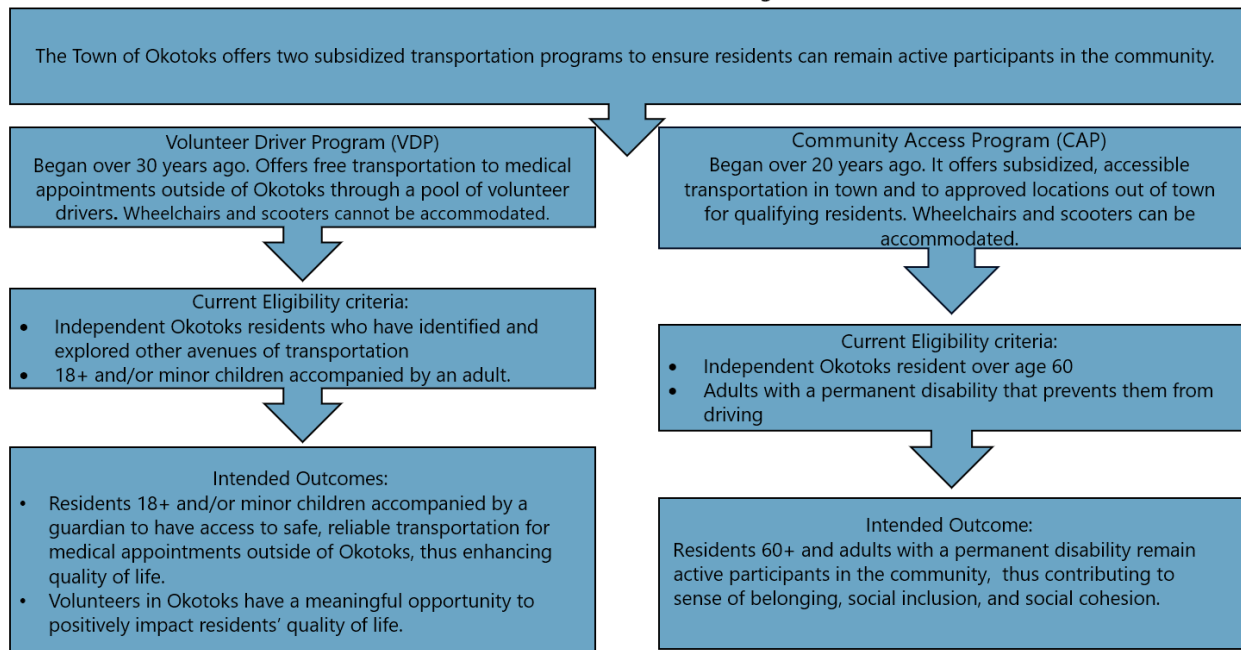 The Town of Okotoks offers two subsidized transportation programs to ensure residents can remain active participants in the community.
Volunteer Driver Program (VDP)
Began over 30 years ago. Offers free transportation to medical
appointments outside of Okotoks through a pool of volunteer
drivers. Wheelchairs and scooters cannot be accommodated.
Current Eligibility criteria:
• Independent Okotoks residents who have identified and
explored other avenues of transportation
• 18+ and/or minor children accompanied by an adult.
Intended Outcomes:
• Residents 18+ and/or minor children accompanied by a
guardian to have access to safe, reliable transportation for
medical appointments outside of Okotoks, thus enhancing
quality of life.
• Volunteers in Okotoks have a meaningful opportunity to
positively impact residents’ quality of life.
Community Access Program (CAP)
Began over 20 years ago. It offers subsidized, accessible
transportation in town and to approved locations out of town
for qualifying residents. Wheelchairs and scooters can be
accommodated.
Current Eligibility criteria:
• Independent Okotoks resident over age 60
• Adults with a permanent disability that prevents them from
driving
Intended Outcome:
Residents 60+ and adults with a permanent disability remain
active participants in the community, thus contributing to
sense of belonging, social inclusion, and social cohesion.